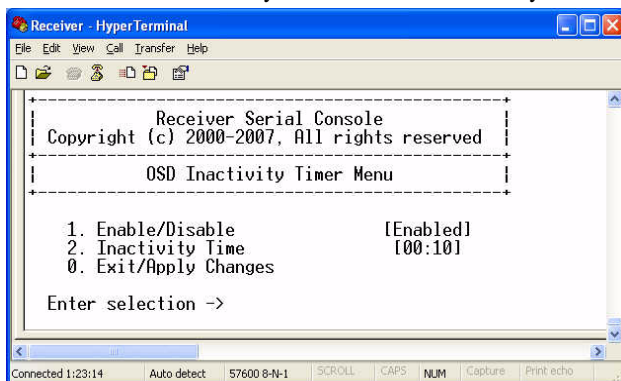 Receiver - HyperTerminal
File Edit View Call Transfer Help
Receiver Serial Console
Copyright (c) 2000-2007, All rights reserved
OSD Inactivity Timer Menu
1. Enable/Disable [Enabled]
2. Inactivity Time [00:10]
0. Exit/Apply Changes
Enter selection ->
Connected 1:23:14 Auto detect 57600 8-N-1 SCROLL CAPS NUM Capture Print echo